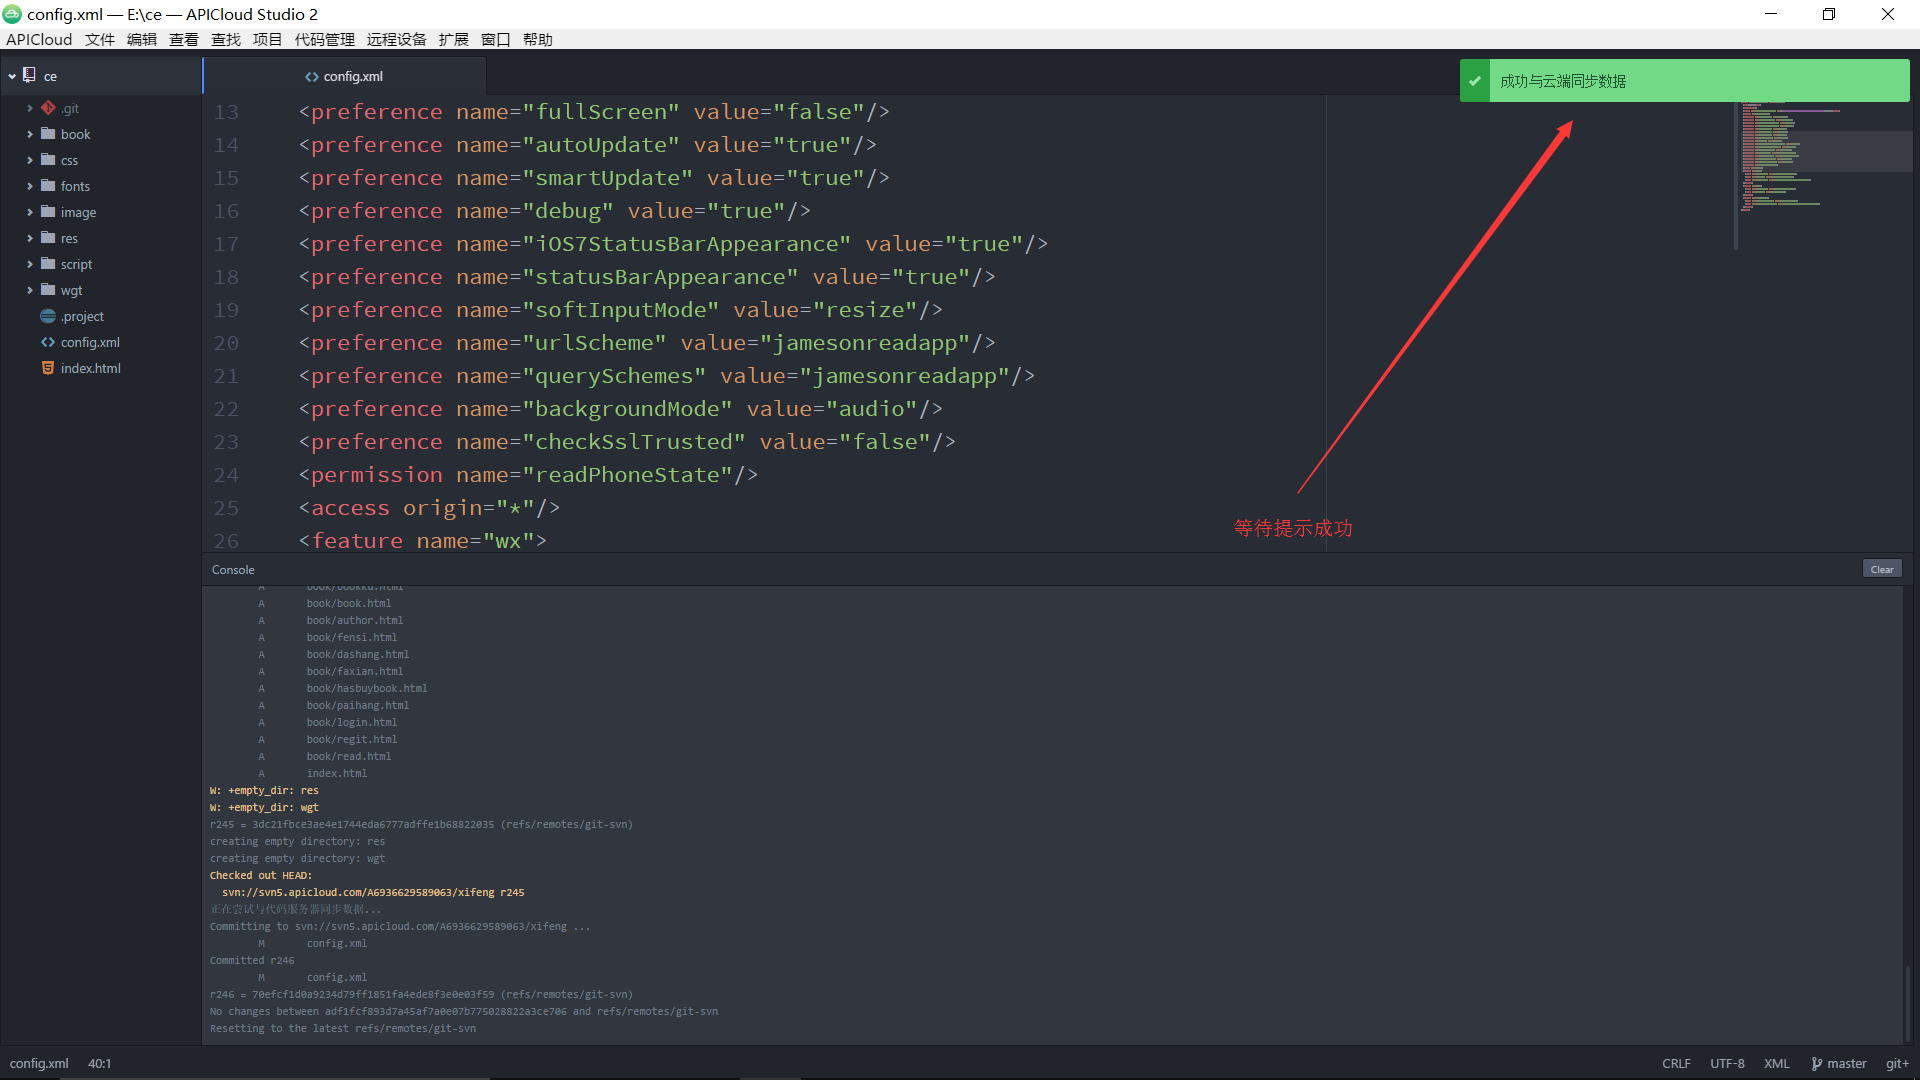 config.xml — E:\ce — APICloud Studio 2
APICloud 文件 编辑 查看 查找 项目 代码管理 远程设备 扩展 窗口 帮助
ce
.git
book
css
fonts
image
res
script
wgt
.project
config.xml
index.html
config.xml
成功与云端同步数据
13 <preference name="fullScreen" value="false"/>
14 <preference name="autoUpdate" value="true"/>
15 <preference name="smartUpdate" value="true"/>
16 <preference name="debug" value="true"/>
17 <preference name="iOS7StatusBarAppearance" value="true"/>
18 <preference name="statusBarAppearance" value="true"/>
19 <preference name="softInputMode" value="resize"/>
20 <preference name="urlScheme" value="jamesonreadapp"/>
21 <preference name="querySchemes" value="jamesonreadapp"/>
22 <preference name="backgroundMode" value="audio"/>
23 <preference name="checkSslTrusted" value="false"/>
24 <permission name="readPhoneState"/>
25 <access origin="*"/>
26 <feature name="wx">
等待提示成功
Console
Clear
A book/bookku.html
A book/book.html
A book/author.html
A book/fensi.html
A book/dashang.html
A book/faxian.html
A book/hasbuybook.html
A book/paihang.html
A book/login.html
A book/regit.html
A book/read.html
A index.html
W: +empty_dir: res
W: +empty_dir: wgt
r245 = 3dc21fbce3ae4e1744eda6777adffe1b68822035 (refs/remotes/git-svn)
creating empty directory: res
creating empty directory: wgt
Checked out HEAD:
svn://svn5.apicloud.com/A6936629589063/xifeng r245
正在尝试与代码服务器同步数据...
Committing to svn://svn5.apicloud.com/A6936629589063/xifeng ...
M config.xml
Committed r246
M config.xml
r246 = 70efcf1d0a9234d79ff1851fa4ede8f3e0e03f59 (refs/remotes/git-svn)
No changes between adf1fcf893d7a45af7a0e07b775028822a3ce706 and refs/remotes/git-svn
Resetting to the latest refs/remotes/git-svn
config.xml 40:1
CRLF UTF-8 XML master git+